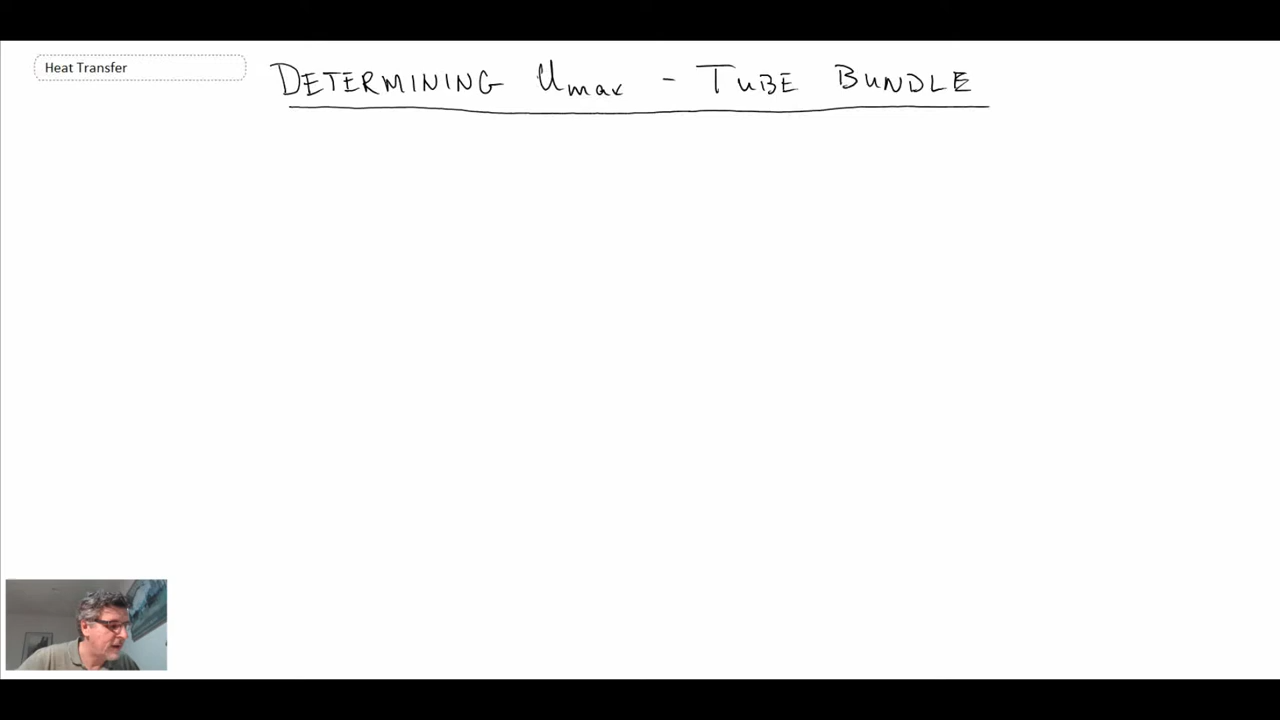 Heat Transfer
DETERMINING Umax - TUBE BUNDLE